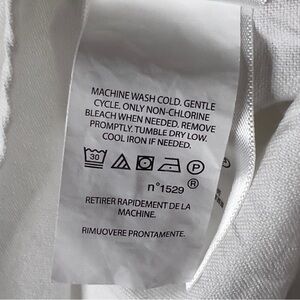 MACHINE WASH COLD. GENTLE
CYCLE. ONLY NON-CHLORINE
BLEACH WHEN NEEDED. REMOVE
PROMPTLY. TUMBLE DRY LOW.
COOL IRON IF NEEDED.
30 P
n°1529 ®
RETIRER RAPIDEMENT DE LA
MACHINE.
RIMUOVERE PRONTAMENTE.